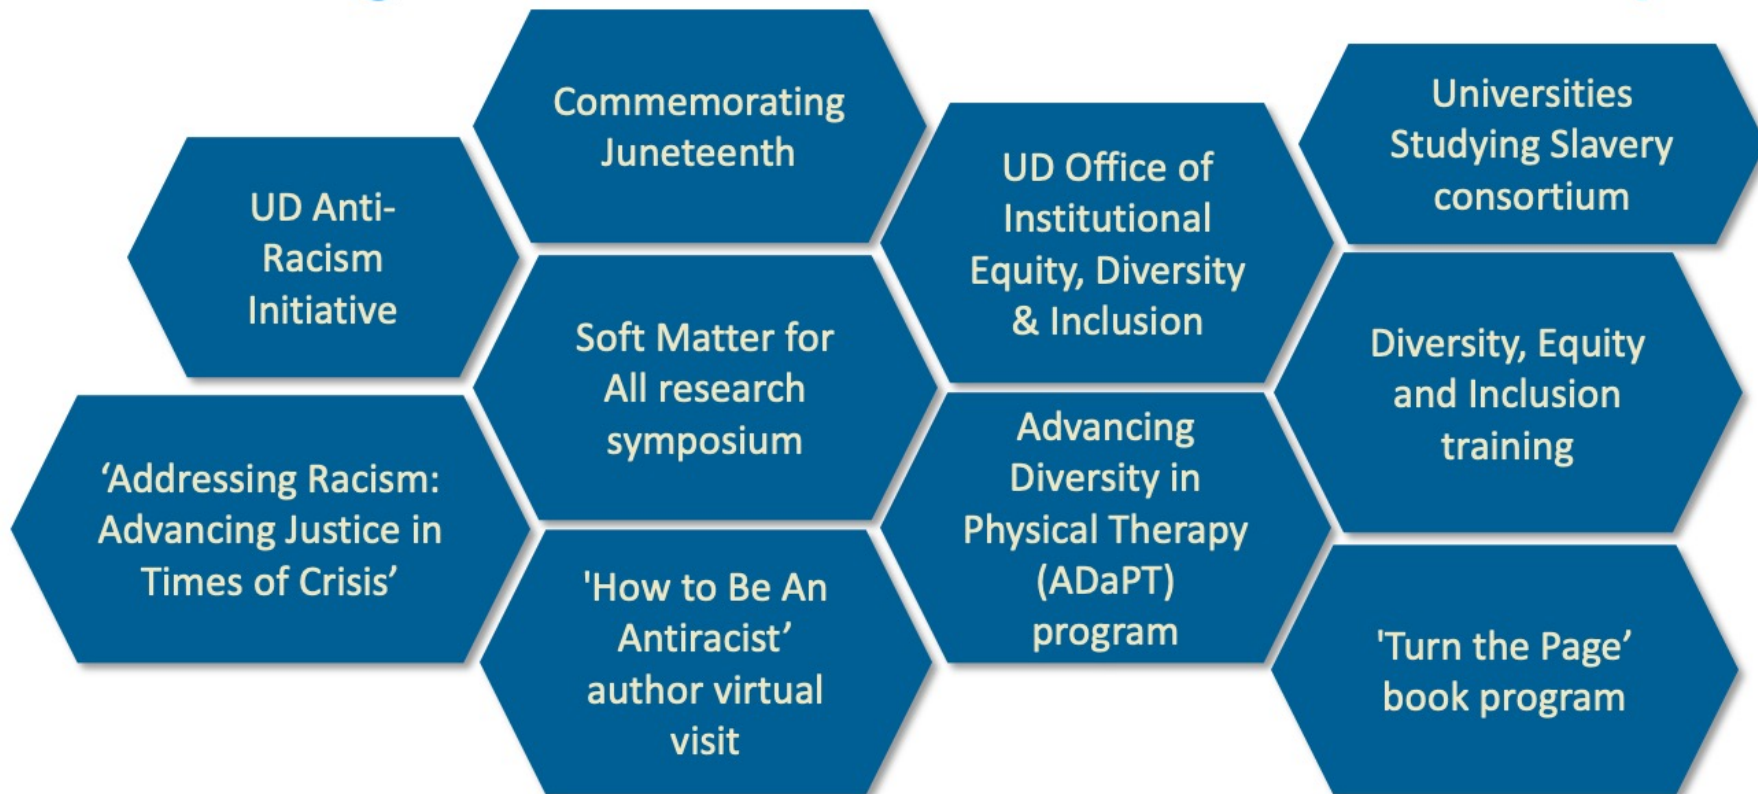 Commemorating
Juneteenth
Universities
Studying Slavery
consortium
UD Anti-
Racism
Initiative
UD Office of
Institutional
Equity, Diversity
& Inclusion
Soft Matter for
All research
symposium
Diversity, Equity
and Inclusion
training
‘Addressing Racism:
Advancing Justice in
Times of Crisis’
Advancing
Diversity in
Physical Therapy
(ADaPT)
program
'How to Be An
Antiracist’
author virtual
visit
'Turn the Page’
book program